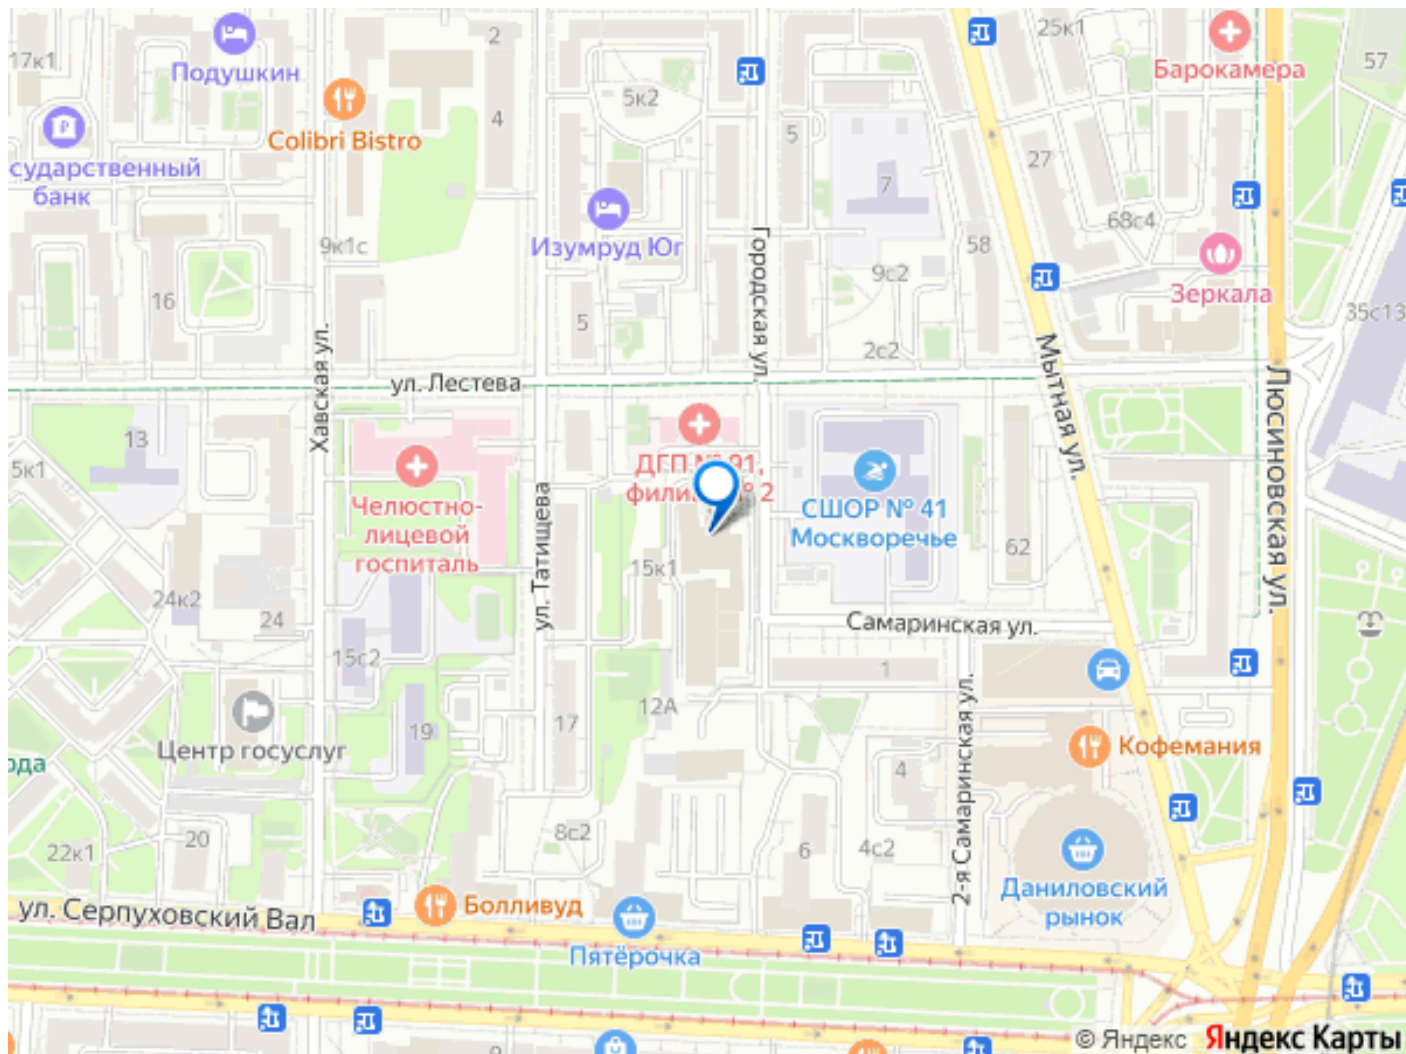 2
25к1
17к1
Подушкин
Барокамера
57
5к2
4
5
Colibri Bistro
27
сударственный
банк
7
68с4
Изумруд Юг
58
9к1с
9с2
Зеркала
16
Городская ул.
35с13
5
2с2
Хавская ул.
ул. Лестева
Мытная ул.
Люсиновская ул.
13
5к1
ДГП № 91,
филиал № 2
Челюстно-
лицевой
госпиталь
СШОР № 41
Москворечье
ул. Татищева
15к1
62
24к2
24
Самаринская ул.
15с2
1
12А
17
19
Центр госуслуг
2-я Самаринская ул.
Кофемания
ода
4
8с2
20
22к1
6
4с2
Даниловский
рынок
ул. Серпуховский Вал
Болливуд
Пятёрочка
9
© Яндекс Яндекс Карты